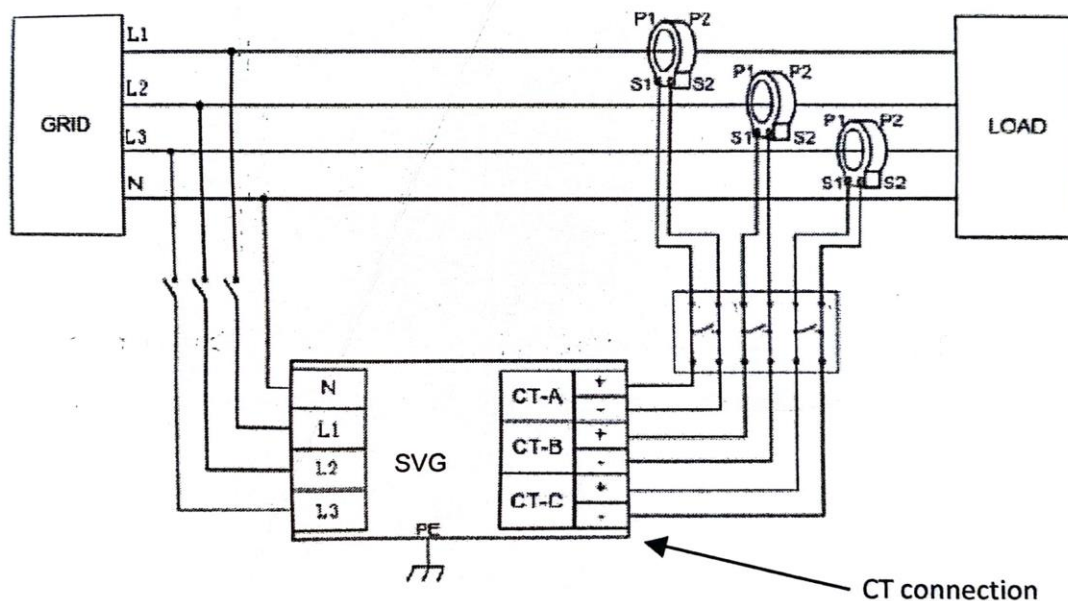 GRID
L1
L2
L3
N
P1 P2
S1 S2
P1 P2
S1 S2
P1 P2
S1 S2
LOAD
N
L1
L2
L3
SVG
PE
CT-A
+
-
CT-B
+
-
CT-C
+
-
CT connection